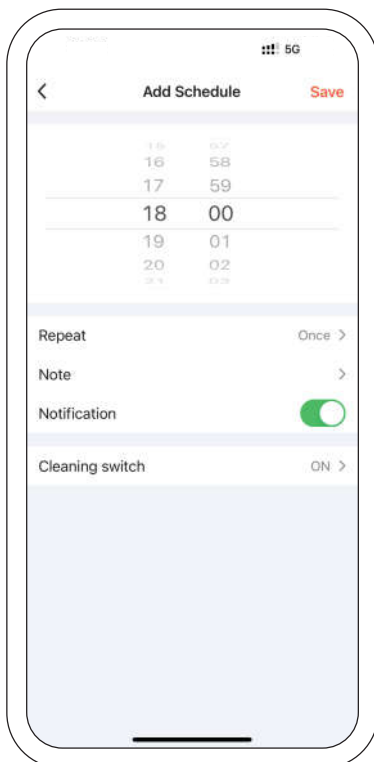 5G
Add Schedule Save
16 58
17 59
18 00
19 01
20 02
Repeat Once
Note
Notification
Cleaning switch ON